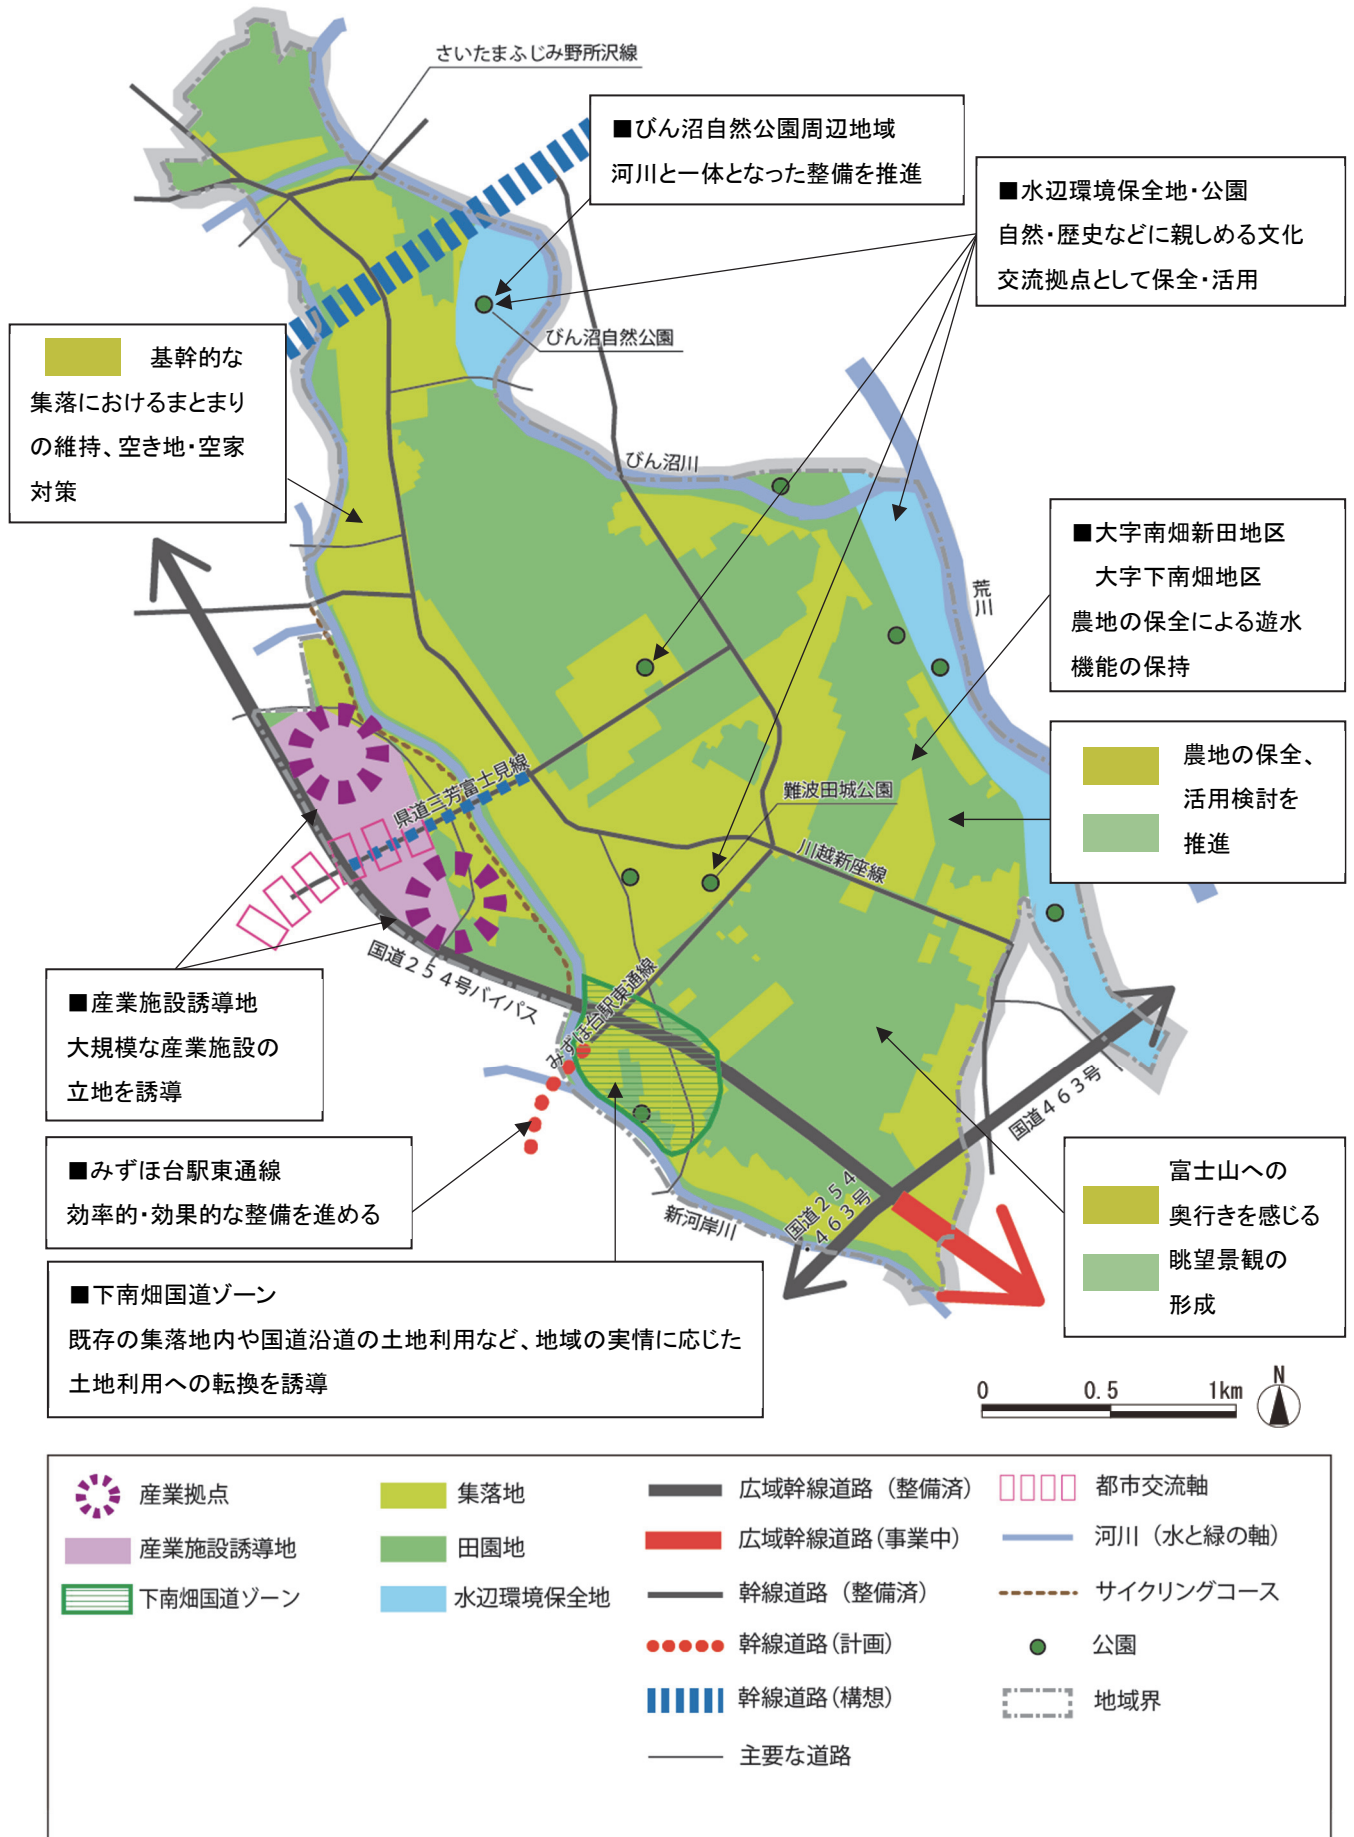 さいたまふじみ野所沢線
■びん沼自然公園周辺地域
河川と一体となった整備を推進
■水辺環境保全地・公園
自然・歴史などに親しめる文化
交流拠点として保全・活用
びん沼自然公園
基幹的な
集落におけるまとまり
の維持、空き地・空家
対策
びん沼川
荒川
■大字南畑新田地区
大字下南畑地区
農地の保全による遊水
機能の保持
農地の保全、
活用検討を
推進
県道三芳富士見線
難波田城公園
川越新座線
国道254号バイパス
みずほ台駅東通線
■産業施設誘導地
大規模な産業施設の
立地を誘導
■みずほ台駅東通線
効率的・効果的な整備を進める
新河岸川
国道254
・463号
国道463号
富士山への
奥行きを感じる
眺望景観の
形成
■下南畑国道ゾーン
既存の集落地内や国道沿道の土地利用など、地域の実情に応じた
土地利用への転換を誘導
0 0.5 1km
N
産業拠点
産業施設誘導地
下南畑国道ゾーン
集落地
田園地
水辺環境保全地
広域幹線道路（整備済）
広域幹線道路（事業中）
幹線道路（整備済）
幹線道路（計画）
幹線道路（構想）
主要な道路
都市交流軸
河川（水と緑の軸）
サイクリングコース
公園
地域界